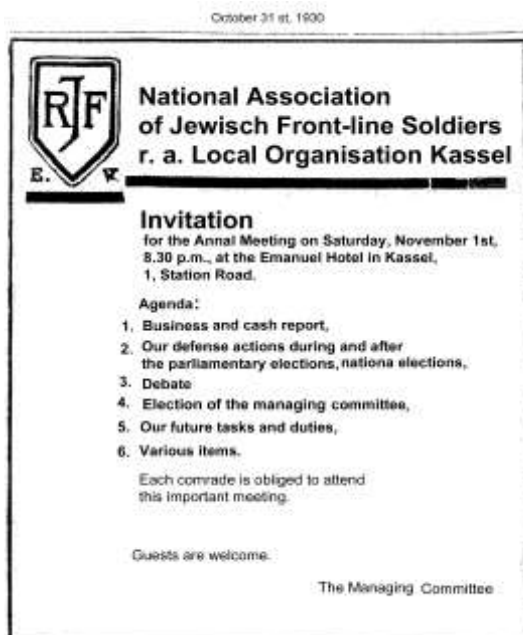 October 31 st, 1930
RJF
E. V.
National Association
of Jewisch Front-line Soldiers
r. a. Local Organisation Kassel
Invitation
for the Annal Meeting on Saturday, November 1st,
8.30 p.m., at the Emanuel Hotel in Kassel,
1, Station Road.
Agenda:
1. Business and cash report,
2. Our defense actions during and after
the parliamentary elections, nationa elections,
3. Debate
4. Election of the managing committee,
5. Our future tasks and duties,
6. Various items.
Each comrade is obliged to attend
this important meeting.
Guests are welcome.
The Managing Committee